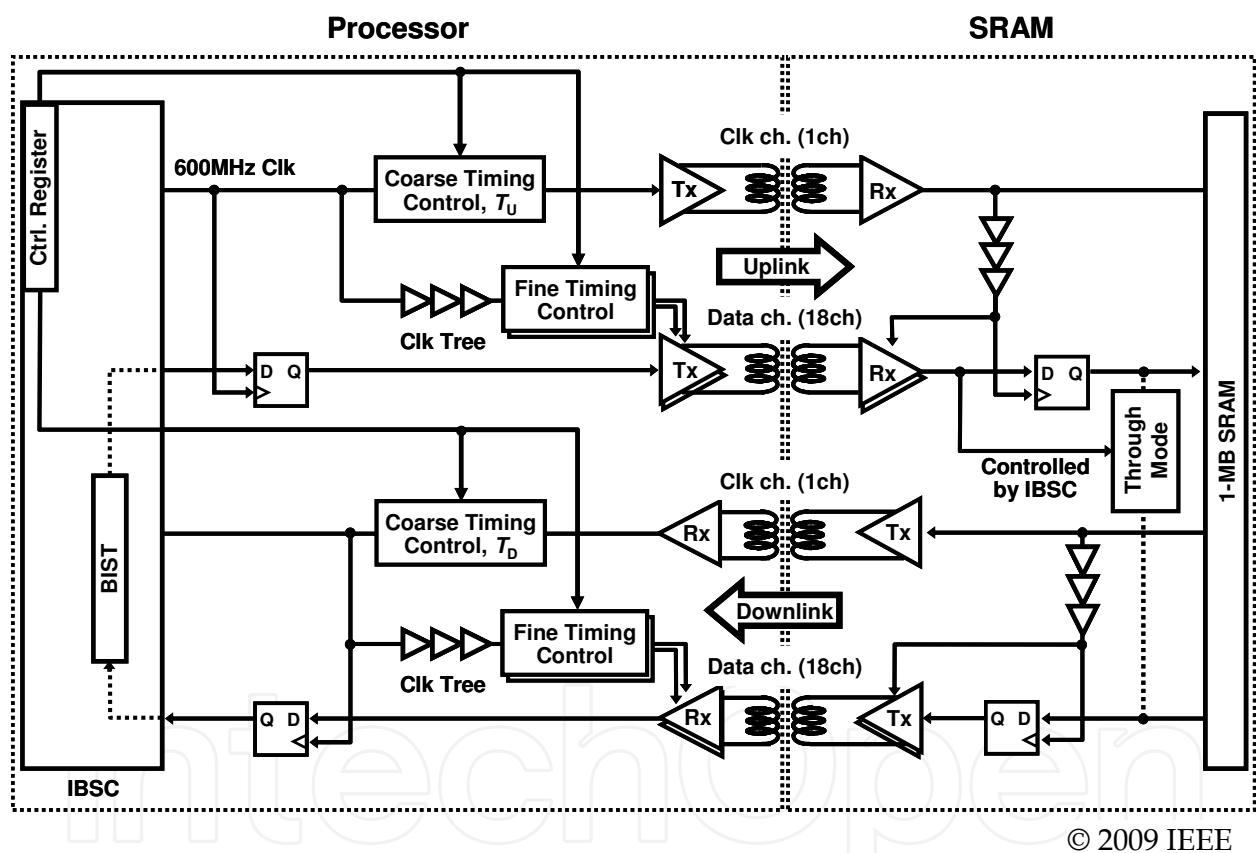 Processor
SRAM
Ctrl. Register
600MHz Clk
Coarse Timing
Control, TU
Clk ch. (1ch)
Tx
Rx
Uplink
Fine Timing
Control
Clk Tree
Data ch. (18ch)
D Q
Tx
Rx
D Q
Through
Mode
Controlled
by IBSC
1-MB SRAM
BIST
Coarse Timing
Control, TD
Clk ch. (1ch)
Rx
Tx
Downlink
Fine Timing
Control
Clk Tree
Data ch. (18ch)
Q D
Rx
Tx
Q D
IBSC
IntechOpen
© 2009 IEEE